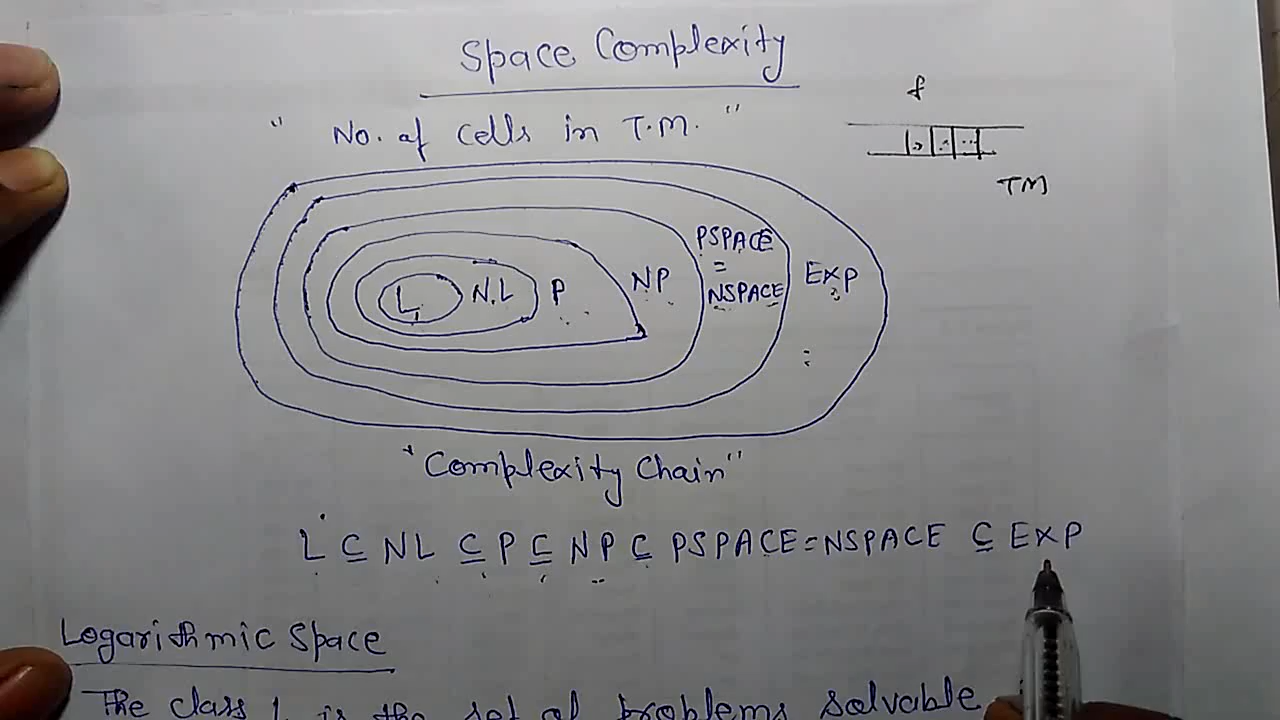 Space Complexity
f
" No. of Cells in T.M. "
TM
L NL P NP PSPACE = NSPACE EXP
"Complexity Chain"
L ⊆ NL ⊆ P ⊆ NP ⊆ PSPACE = NSPACE ⊆ EXP
Logarithmic Space
The class L is the set of problems solvable